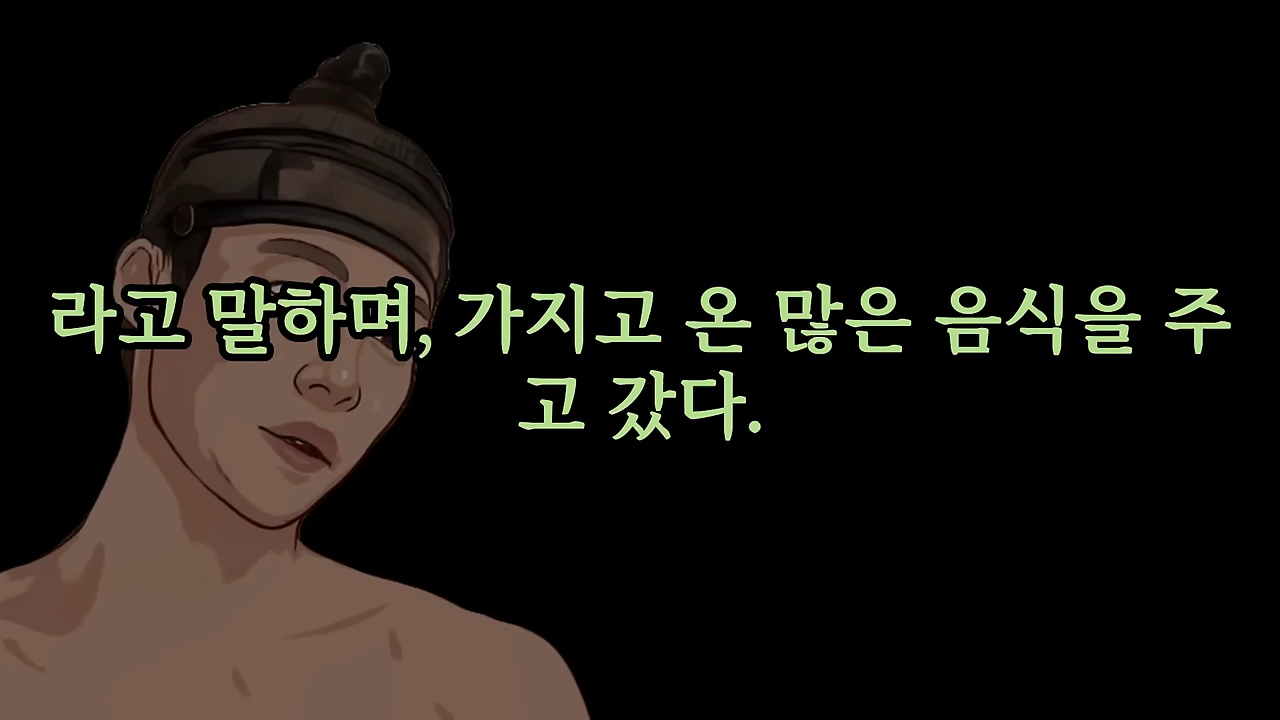 라고 말하며, 가지고 온 많은 음식을 주
고 갔다.